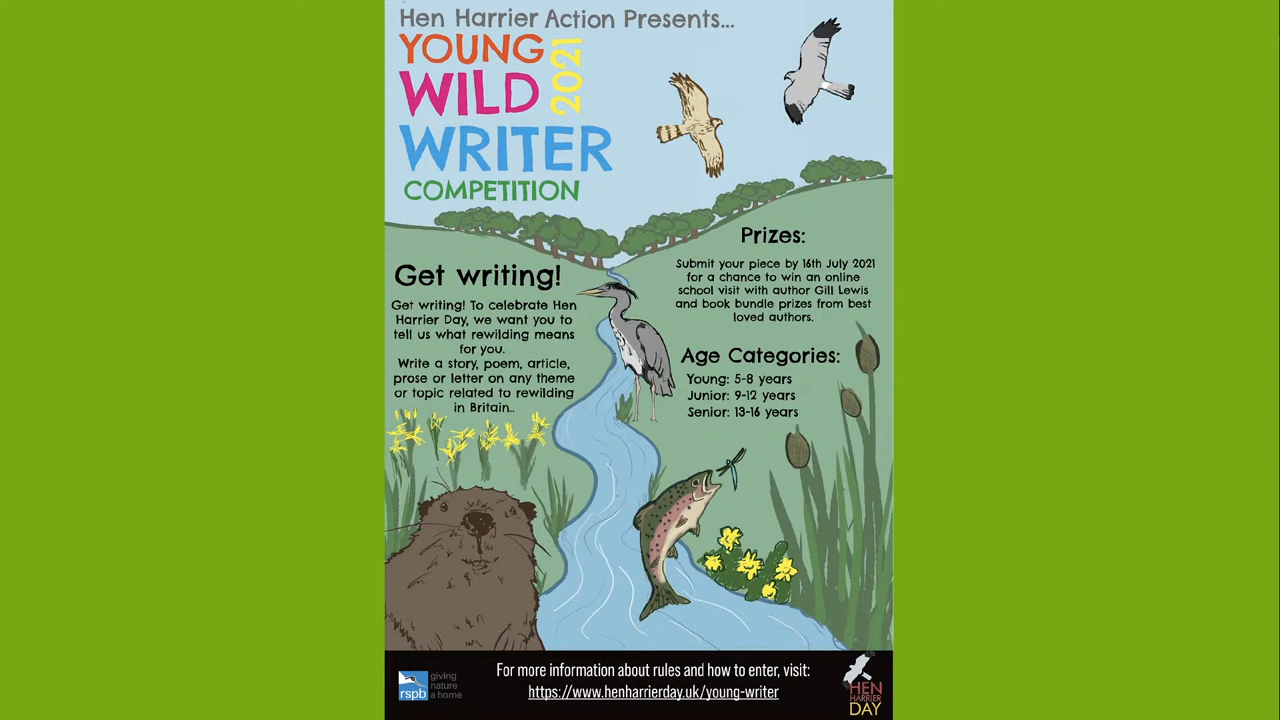 Hen Harrier Action Presents...
YOUNG
WILD
2021
WRITER
COMPETITION
Get writing!
Get writing! To celebrate Hen
Harrier Day, we want you to
tell us what rewilding means
for you.
Write a story, poem, article,
prose or letter on any theme
or topic related to rewilding
in Britain..
Prizes:
Submit your piece by 16th July 2021
for a chance to win an online
school visit with author Gill Lewis
and book bundle prizes from best
loved authors.
Age Categories:
Young: 5-8 years
Junior: 9-12 years
Senior: 13-16 years
rspb
giving
nature
a home
For more information about rules and how to enter, visit:
https://www.henharrierday.uk/young-writer
HEN
HARRIER
DAY